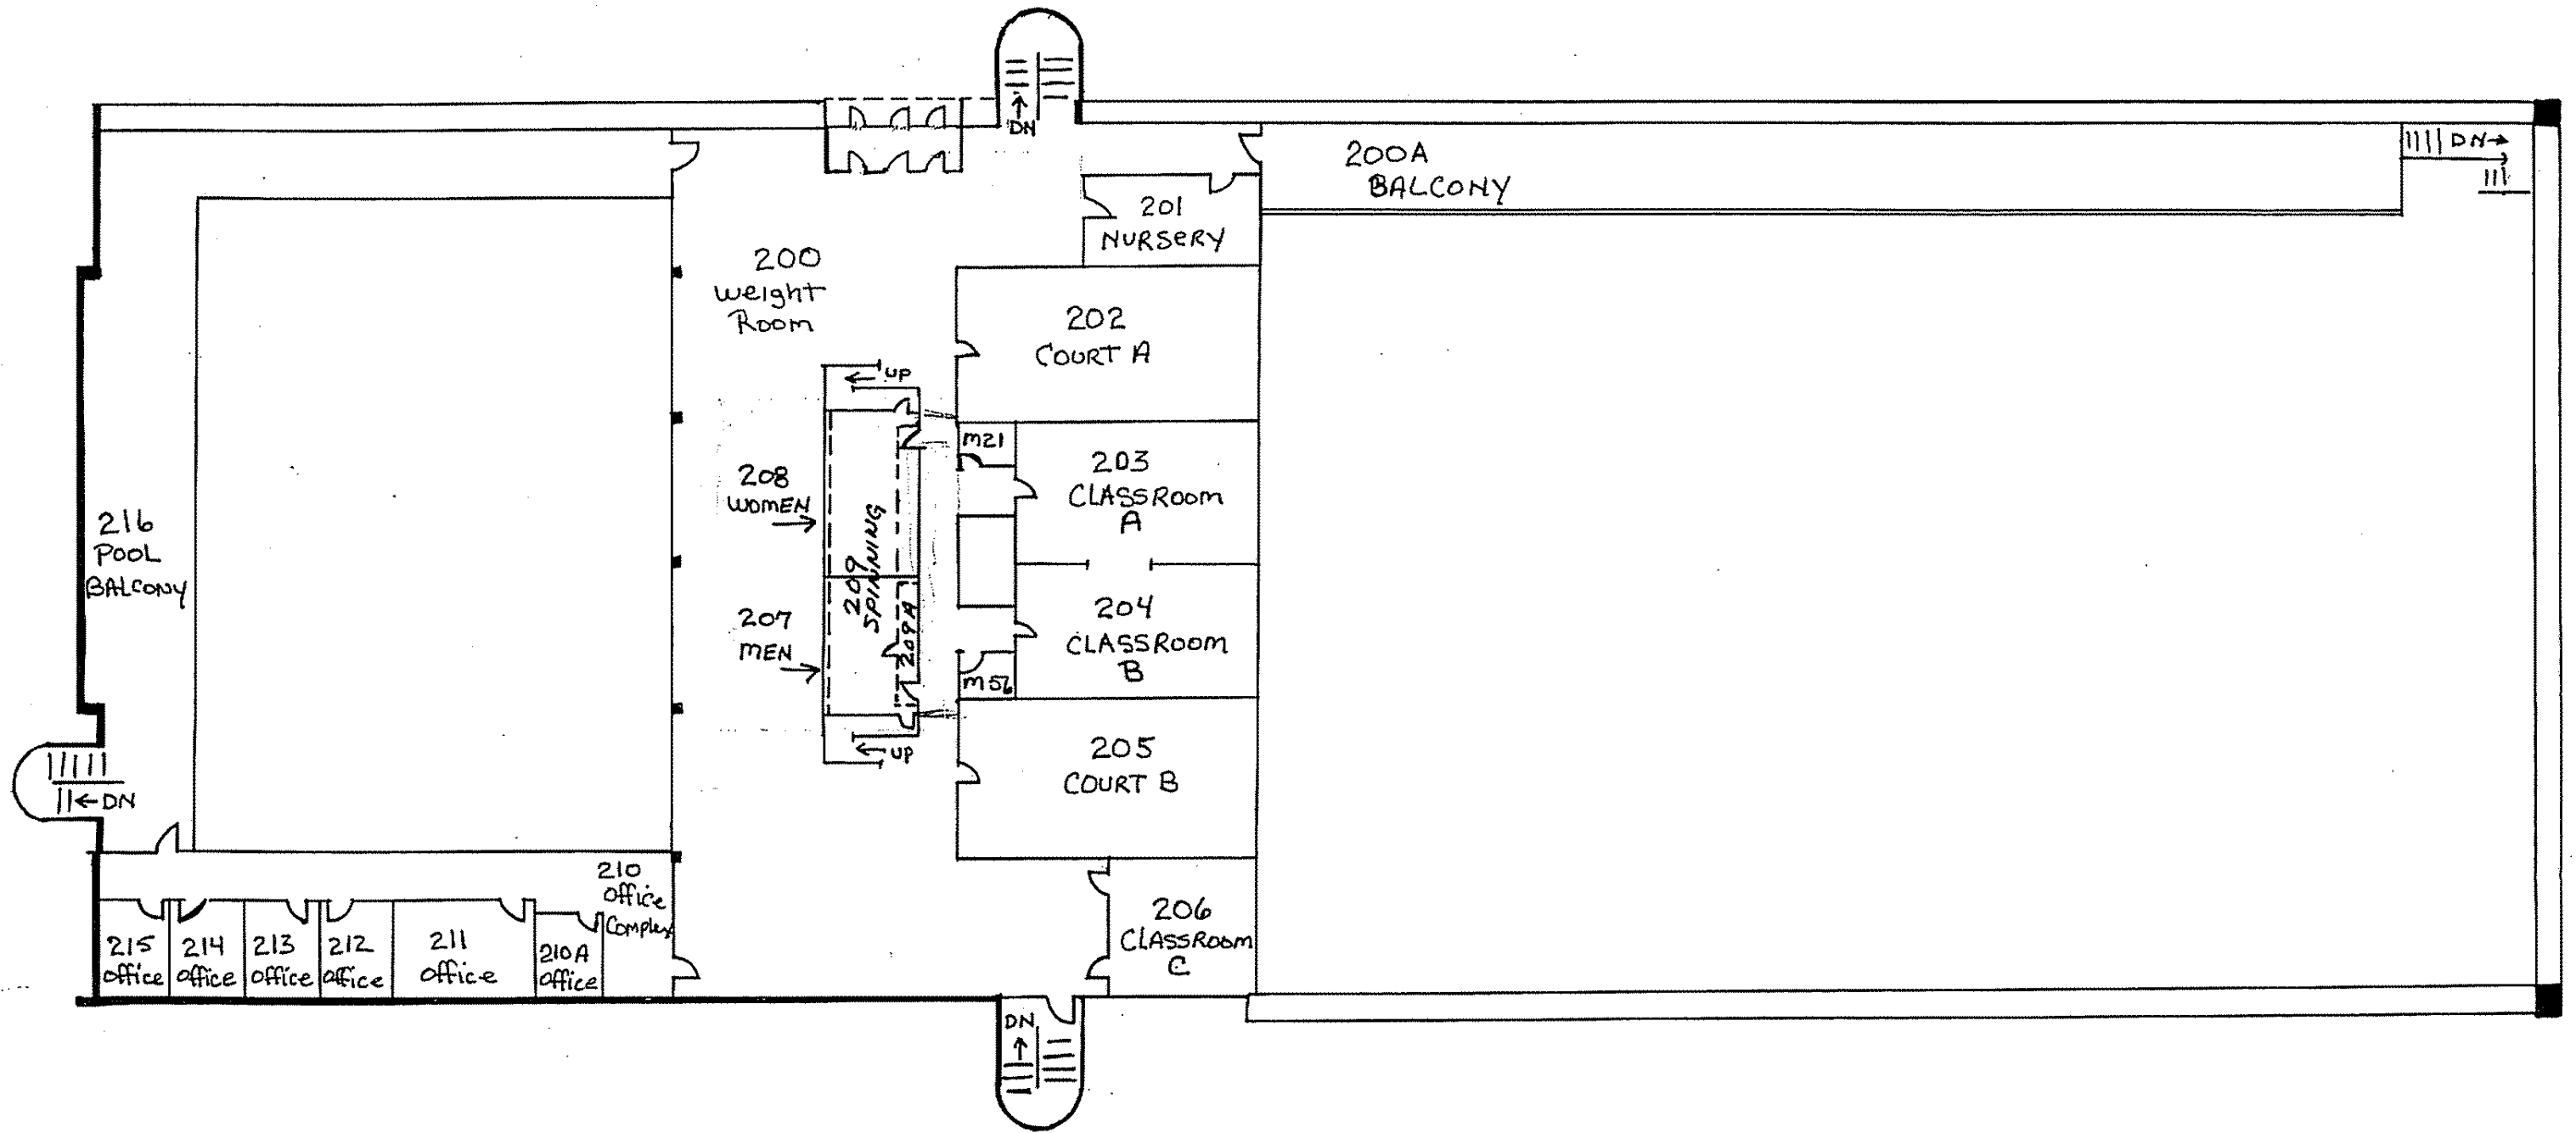 DN
200A
BALCONY
DN
201
NURSERY
200
Weight
Room
202
COURT A
UP
M21
203
CLASSROOM
A
208
WOMEN
209
SPINNING
216
POOL
BALCONY
207
MEN
209A
204
CLASSROOM
B
M56
UP
205
COURT B
DN
210
Office
Complex
215
Office
214
Office
213
Office
212
Office
211
Office
210A
Office
206
CLASSROOM
C
DN